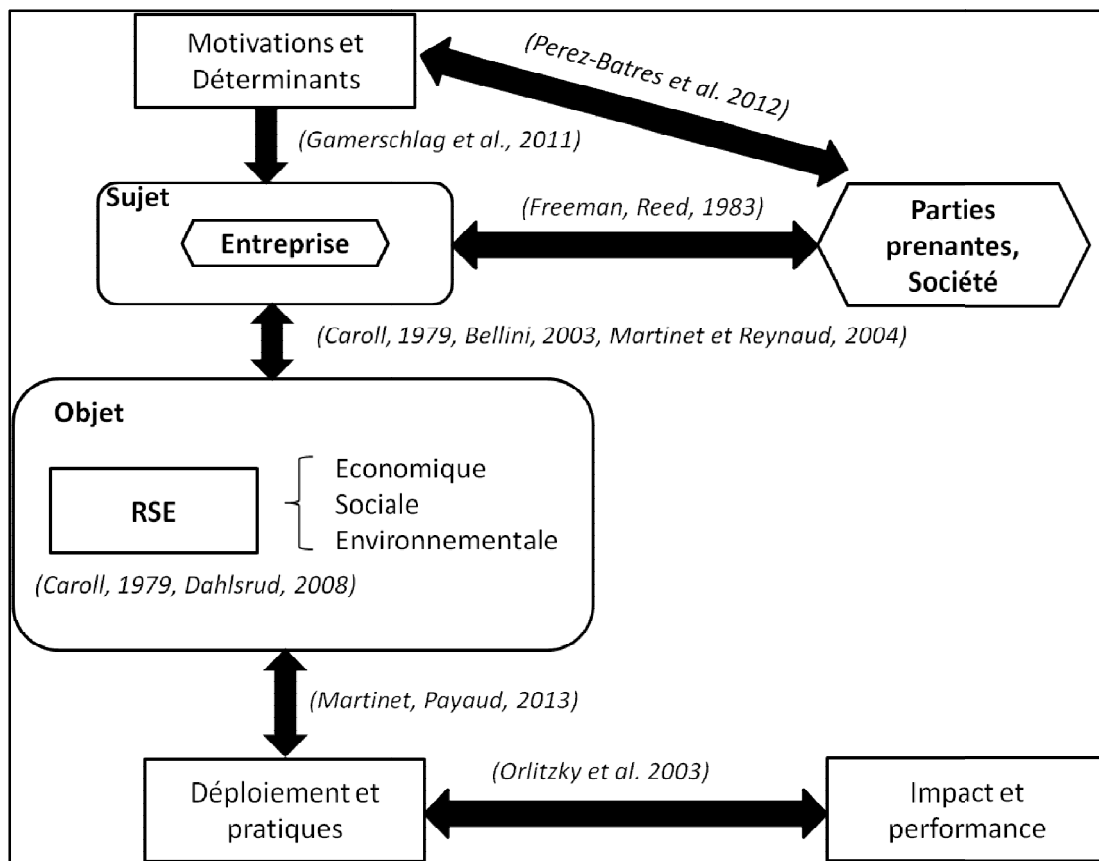 Motivations et
Déterminants
(Perez-Batres et al. 2012)
(Gamerschlag et al., 2011)
Sujet
Entreprise
(Freeman, Reed, 1983)
Parties
prenantes,
Société
(Caroll, 1979, Bellini, 2003, Martinet et Reynaud, 2004)
Objet
RSE
Economique
Sociale
Environnementale
(Caroll, 1979, Dahlsrud, 2008)
(Martinet, Payaud, 2013)
Déploiement et
pratiques
(Orlitzky et al. 2003)
Impact et
performance